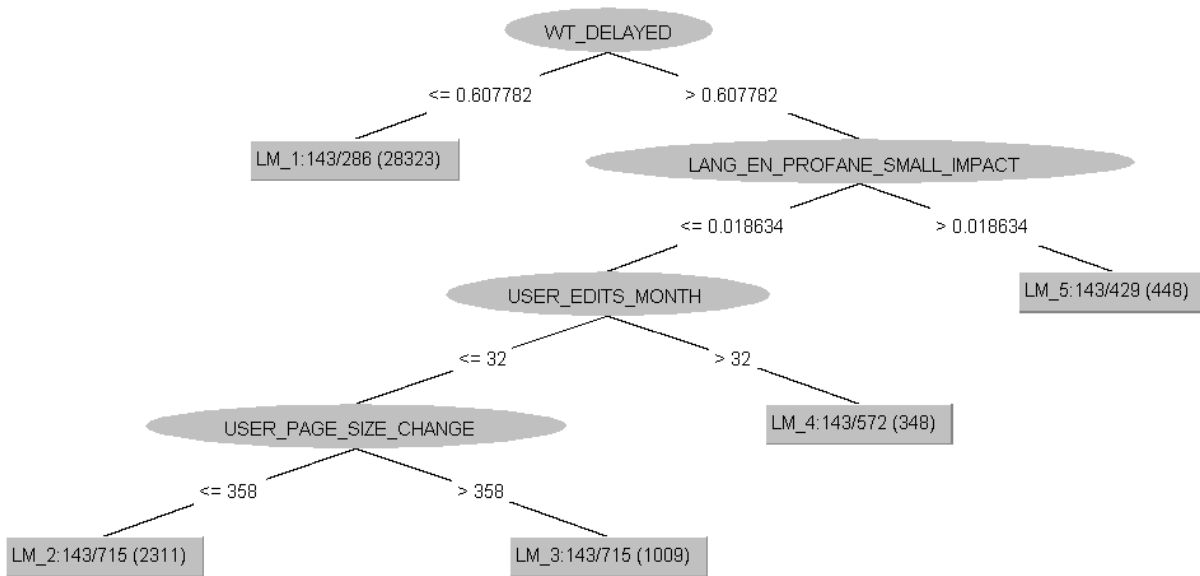 WT_DELAYED
<= 0.607782
> 0.607782
LM_1:143/286 (28323)
LANG_EN_PROFANE_SMALL_IMPACT
<= 0.018634
> 0.018634
USER_EDITS_MONTH
LM_5:143/429 (448)
<= 32
> 32
USER_PAGE_SIZE_CHANGE
LM_4:143/572 (348)
<= 358
> 358
LM_2:143/715 (2311)
LM_3:143/715 (1009)